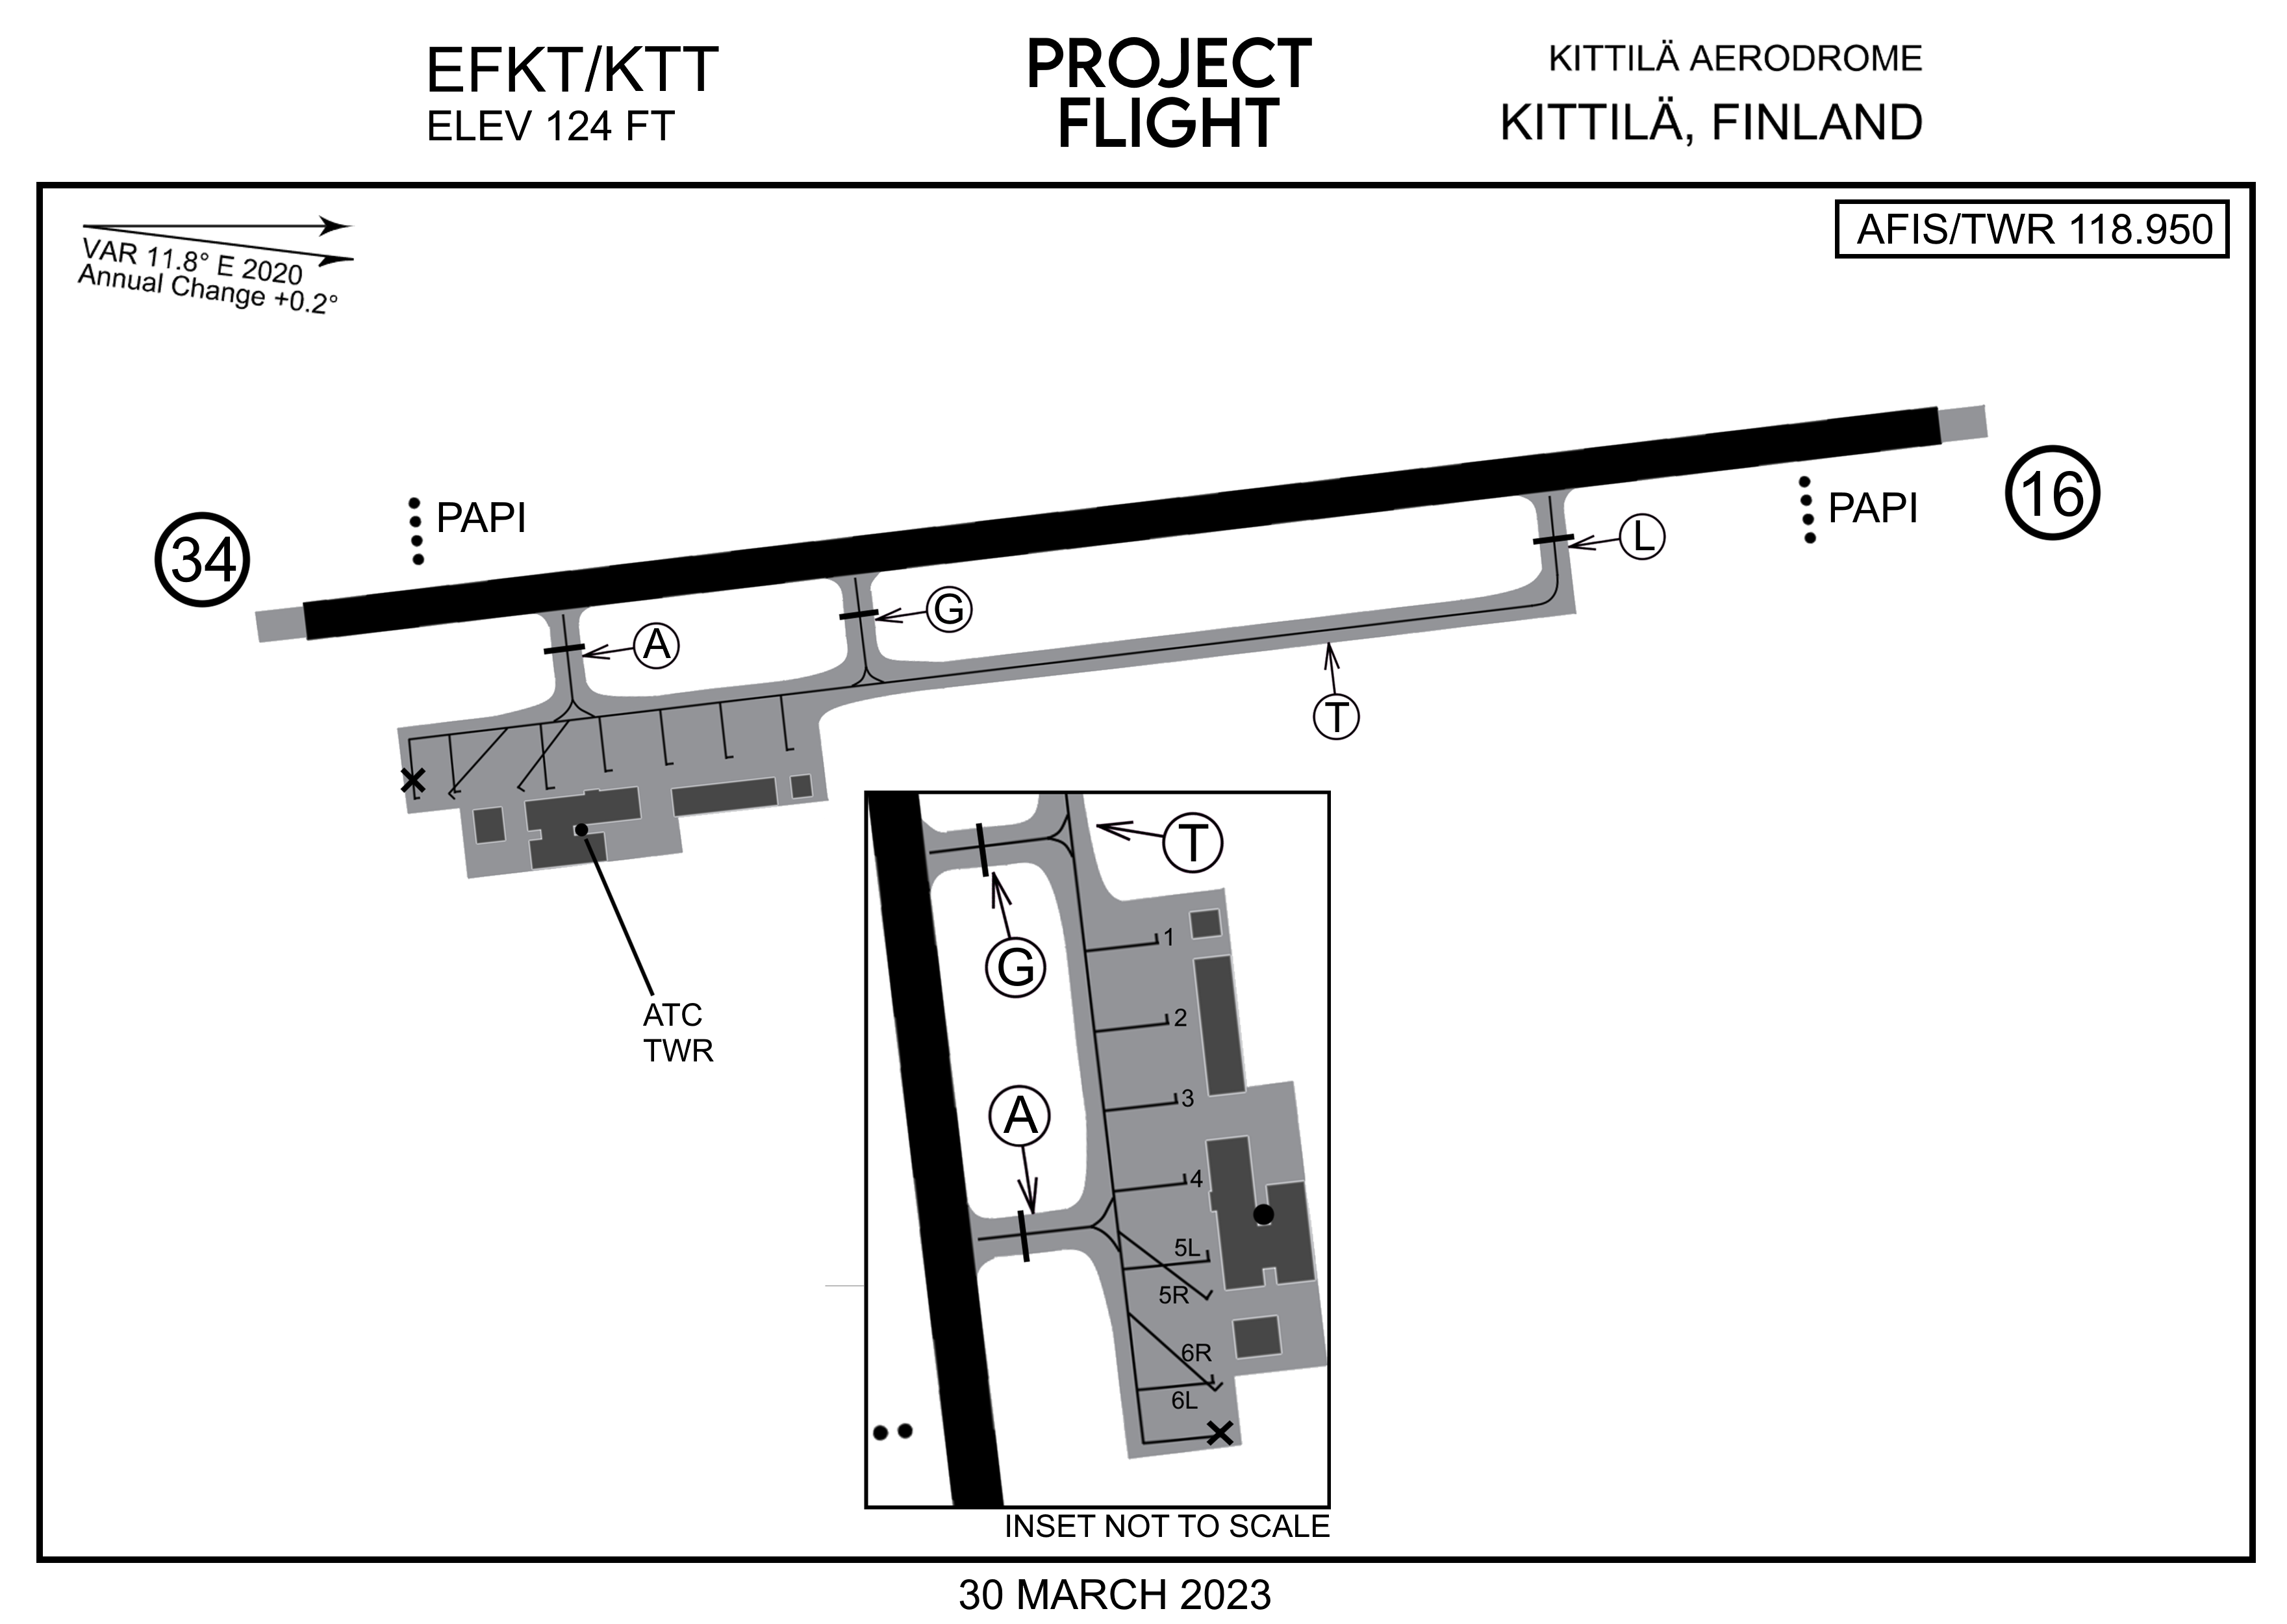 EFKT/KTT
ELEV 124 FT
PROJECT
FLIGHT
KITTILÄ AERODROME
KITTILÄ, FINLAND
VAR 11.8° E 2020
Annual Change +0.2°
AFIS/TWR 118.950
34
PAPI
PAPI
16
A
G
L
T
ATC
TWR
T
G
A
1
2
3
4
5L
5R
6R
6L
INSET NOT TO SCALE
30 MARCH 2023